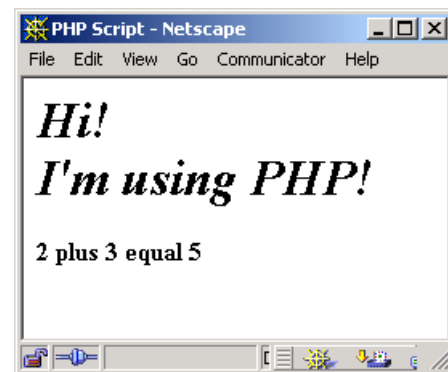 PHP Script - Netscape
File Edit View Go Communicator Help
Hi!
I'm using PHP!
2 plus 3 equal 5